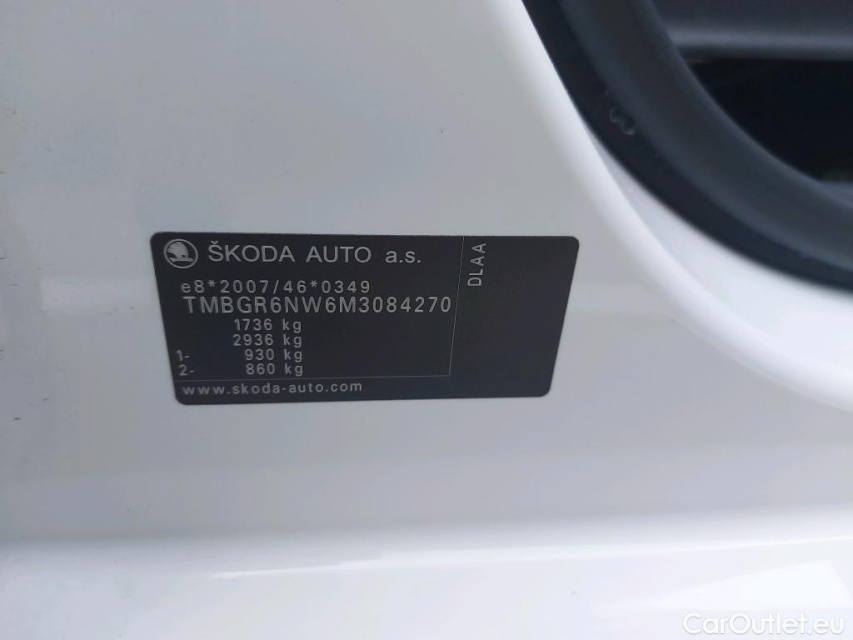 ŠKODA AUTO a.s.
DLAA
e8*2007/46*0349
TMBGR6NW6M3084270
1736 kg
2936 kg
1- 930 kg
2- 860 kg
www.skoda-auto.com
CarOutlet.eu